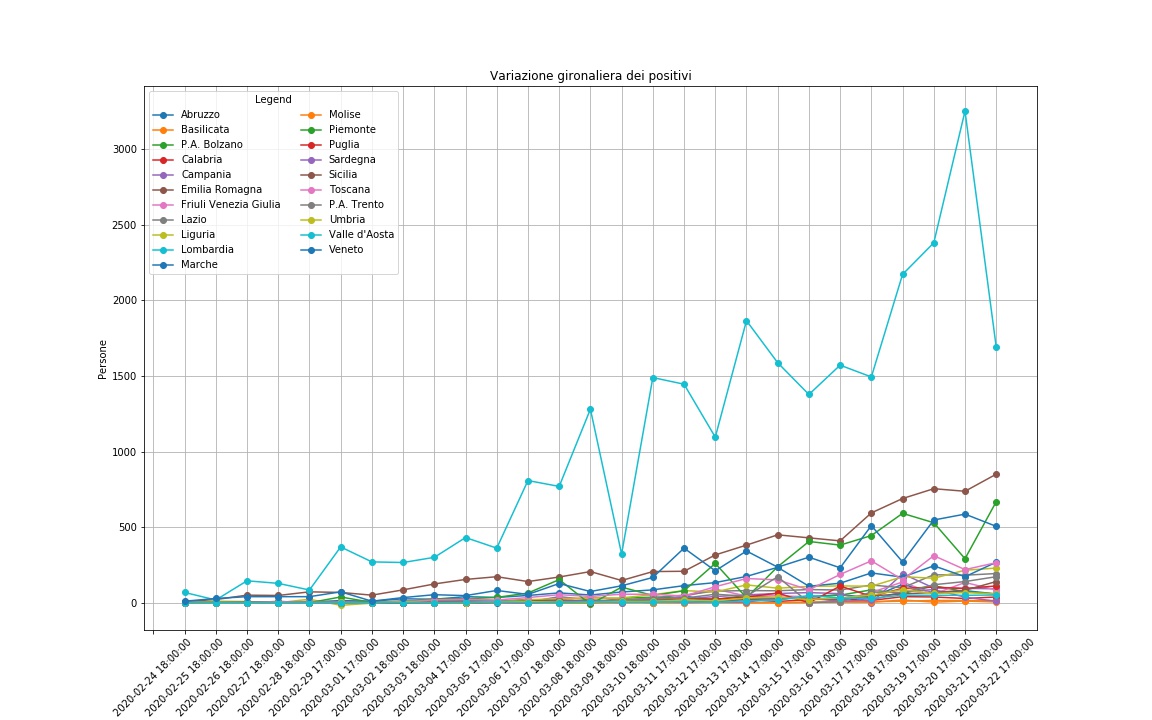 Variazione gironaliera dei positivi
Legend
Abruzzo
Basilicata
P.A. Bolzano
Calabria
Campania
Emilia Romagna
Friuli Venezia Giulia
Lazio
Liguria
Lombardia
Marche
Molise
Piemonte
Puglia
Sardegna
Sicilia
Toscana
P.A. Trento
Umbria
Valle d'Aosta
Veneto
Persone
3000
2500
2000
1500
1000
500
0
2020-02-24 18:00:00
2020-02-25 18:00:00
2020-02-26 18:00:00
2020-02-27 18:00:00
2020-02-28 18:00:00
2020-02-29 17:00:00
2020-03-01 17:00:00
2020-03-02 18:00:00
2020-03-03 18:00:00
2020-03-04 17:00:00
2020-03-05 17:00:00
2020-03-06 17:00:00
2020-03-07 18:00:00
2020-03-08 18:00:00
2020-03-09 18:00:00
2020-03-10 18:00:00
2020-03-11 17:00:00
2020-03-12 17:00:00
2020-03-13 17:00:00
2020-03-14 17:00:00
2020-03-15 17:00:00
2020-03-16 17:00:00
2020-03-17 17:00:00
2020-03-18 17:00:00
2020-03-19 17:00:00
2020-03-20 17:00:00
2020-03-21 17:00:00
2020-03-22 17:00:00